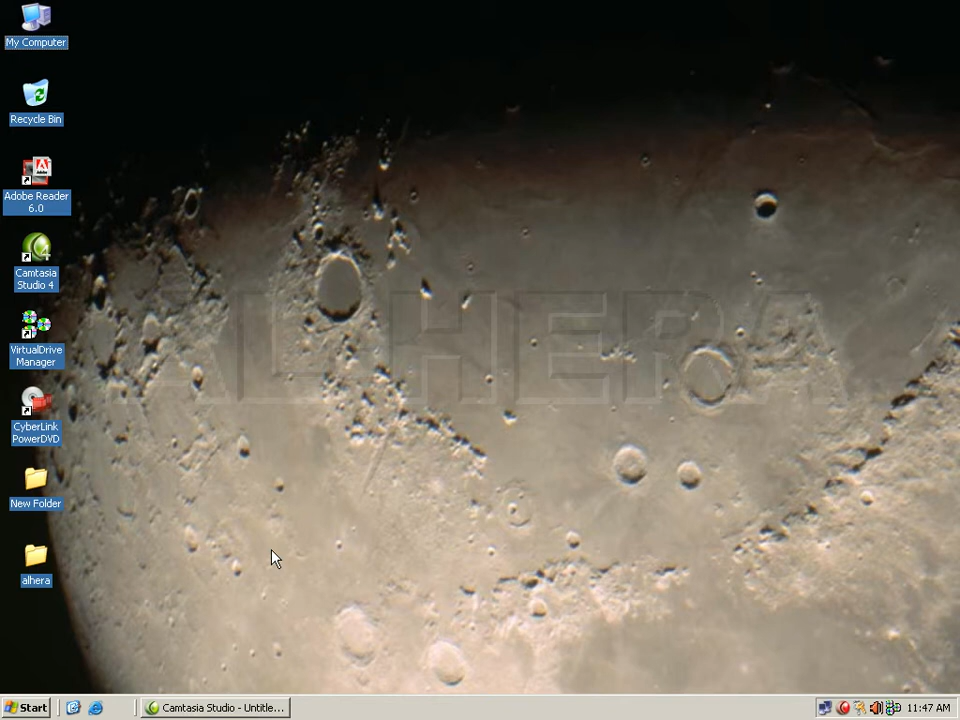 My Computer
Recycle Bin
Adobe Reader
6.0
Camtasia
Studio 4
VirtualDrive
Manager
CyberLink
PowerDVD
New Folder
alhera
ALHERA
Start
Camtasia Studio - Untitle...
11:47 AM